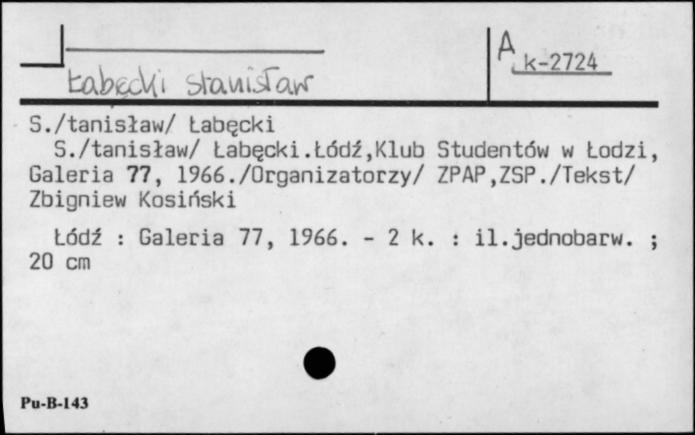 A
k-2724
Łabęcki Stanisław
S./tanisław/ Łabęcki
S./tanisław/ Łabęcki.Łódź,Klub Studentów w Łodzi,
Galeria 77, 1966./Organizatorzy/ ZPAP,ZSP./Tekst/
Zbigniew Kosiński
Łódź : Galeria 77, 1966. - 2 k. : il.jednobarw. ;
20 cm
Pu-B-143